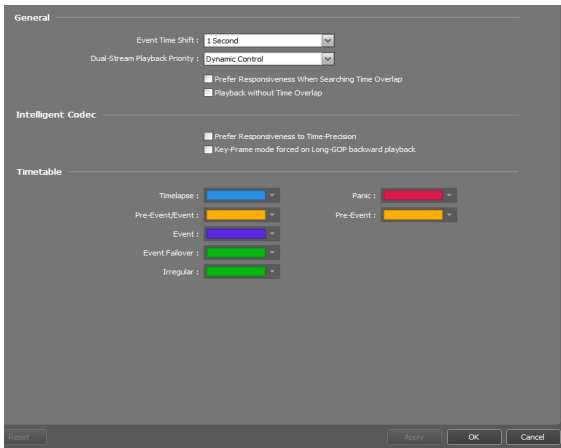 General
Event Time Shift : 1 Second
Dual-Stream Playback Priority : Dynamic Control
Prefer Responsiveness When Searching Time Overlap
Playback without Time Overlap
Intelligent Codec
Prefer Responsiveness to Time-Precision
Key-Frame mode forced on Long-GOP backward playback
Timetable
Timelapse : Panic :
Pre-Event/Event : Pre-Event :
Event :
Event Failover :
Irregular :
Reset Apply OK Cancel